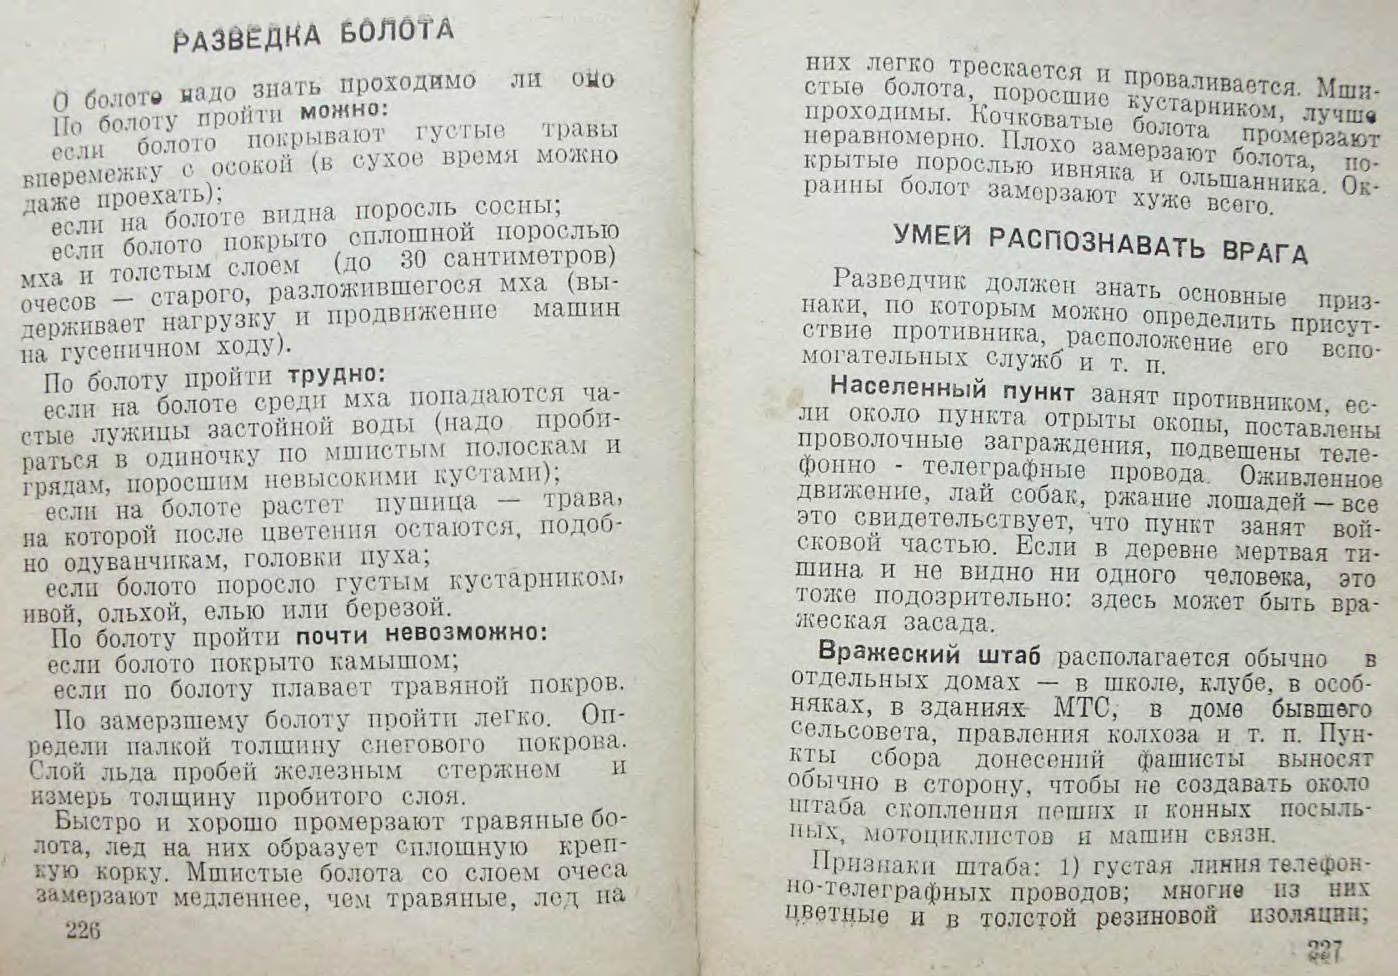 РАЗВЕДКА БОЛОТА
О болоте надо знать проходимо ли оно
По болоту пройти можно:
если болото покрывают густые травы
вперемежку с осокой (в сухое время можно
даже проехать);
если на болоте видна поросль сосны;
если болото покрыто сплошной порослью
мха и толстым слоем (до 30 сантиметров)
очесов — старого, разложившегося мха (вы-
держивает нагрузку и продвижение машин
на гусеничном ходу).
По болоту пройти трудно:
если на болоте среди мха попадаются ча-
стые лужицы застойной воды (надо проби-
раться в одиночку по мшистым полоскам и
грядам, поросшим невысокими кустами);
если на болоте растет пушица — трава,
на которой после цветения остаются, подоб-
но одуванчикам, головки пуха;
если болото поросло густым кустарником,
ивой, ольхой, елью или березой.
По болоту пройти почти невозможно:
если болото покрыто камышом;
если по болоту плавает травяной покров.
По замерзшему болоту пройти легко. Оп-
редели палкой толщину снегового покрова.
Слой льда пробей железным стержнем и
измерь толщину пробитого слоя.
Быстро и хорошо промерзают травяные бо-
лота, лед на них образует сплошную креп-
кую корку. Мшистые болота со слоем очеса
замерзают медленнее, чем травяные, лед на
226
них легко трескается и проваливается. Мши-
стые болота, поросшие кустарником, лучше
проходимы. Кочковатые болота промерзают
неравномерно. Плохо замерзают болота, по-
крытые порослью ивняка и ольшанника. Ок-
раины болот замерзают хуже всего.
УМЕЙ РАСПОЗНАВАТЬ ВРАГА
Разведчик должен знать основные приз-
наки, по которым можно определить присут-
ствие противника, расположение его вспо-
могательных служб и т. п.
Населенный пункт занят противником, ес-
ли около пункта отрыты окопы, поставлены
проволочные заграждения, подвешены теле-
фонно - телеграфные провода. Оживленное
движение, лай собак, ржание лошадей — все
это свидетельствует, что пункт занят вой-
сковой частью. Если в деревне мертвая ти-
шина и не видно ни одного человека, это
тоже подозрительно: здесь может быть вра-
жеская засада.
Вражеский штаб располагается обычно в
отдельных домах — в школе, клубе, в особ-
няках, в зданиях МТС, в доме бывшего
сельсовета, правления колхоза и т. п. Пун-
кты сбора донесений фашисты выносят
обычно в сторону, чтобы не создавать около
штаба скопления пеших и конных посыль-
ных, мотоциклистов и машин связи.
Признаки штаба: 1) густая линия телефон-
но-телеграфных проводов; многие из них
цветные и в толстой резиновой изоляции;
227